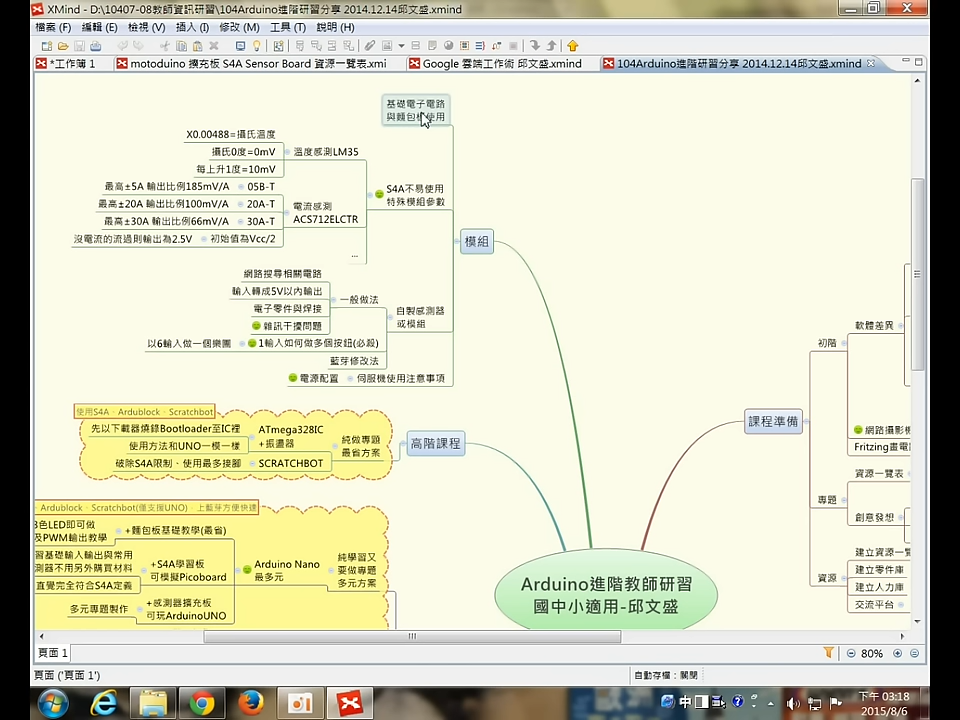 XMind - D:\10407-08教師資訊研習\104Arduino進階研習分享 2014.12.14邱文盛.xmind
檔案 (F) 編輯 (E) 檢視 (V) 插入 (I) 修改 (M) 工具 (T) 說明 (H)
*工作簿 1
motoduino 擴充板 S4A Sensor Board 資源一覽表.xmi
Google 雲端工作術 邱文盛.xmind
104Arduino進階研習分享 2014.12.14邱文盛.xmind
基礎電子電路
與麵包板使用
X0.00488=攝氏溫度
攝氏0度=0mV
每上升1度=10mV
溫度感測LM35
最高±5A 輸出比例185mV/A
05B-T
最高±20A 輸出比例100mV/A
20A-T
最高±30A 輸出比例66mV/A
30A-T
沒電流的流過則輸出為2.5V
初始值為Vcc/2
電流感測
ACS712ELCTR
...
S4A不易使用
特殊模組參數
模組
網路搜尋相關電路
輸入轉成5V以內輸出
電子零件與焊接
雜訊干擾問題
一般做法
以6輸入做一個樂團
1輸入如何做多個按鈕(必殺)
藍芽修改法
自製感測器
或模組
電源配置
伺服機使用注意事項
使用S4A、Ardublock、Scratchbot
先以下載器燒錄Bootloader至IC裡
使用方法和UNO一模一樣
ATmega328IC
+振盪器
破除S4A限制、使用最多接腳
SCRATCHBOT
純做專題
最省方案
高階課程
Ardublock、Scratchbot(僅支援UNO)、上藍芽方便快速
3色LED即可做
及PWM輸出教學
+麵包板基礎教學(最省)
習基礎輸入輸出與常用
測器不用另外購買材料
直覺完全符合S4A定義
+S4A學習板
可模擬Picoboard
多元專題製作
+感測器擴充板
可玩ArduinoUNO
Arduino Nano
最多元
純學習又
要做專題
多元方案
Arduino進階教師研習
國中小適用-邱文盛
課程準備
初階
軟體差異
網路攝影機
Fritzing畫電
專題
資源一覽表
創意發想
資源
建立資源一覽
建立零件庫
建立人力庫
交流平台
頁面 1
80%
頁面 ('頁面 1')
自動存檔：關閉
中
下午 03:18
2015/8/6